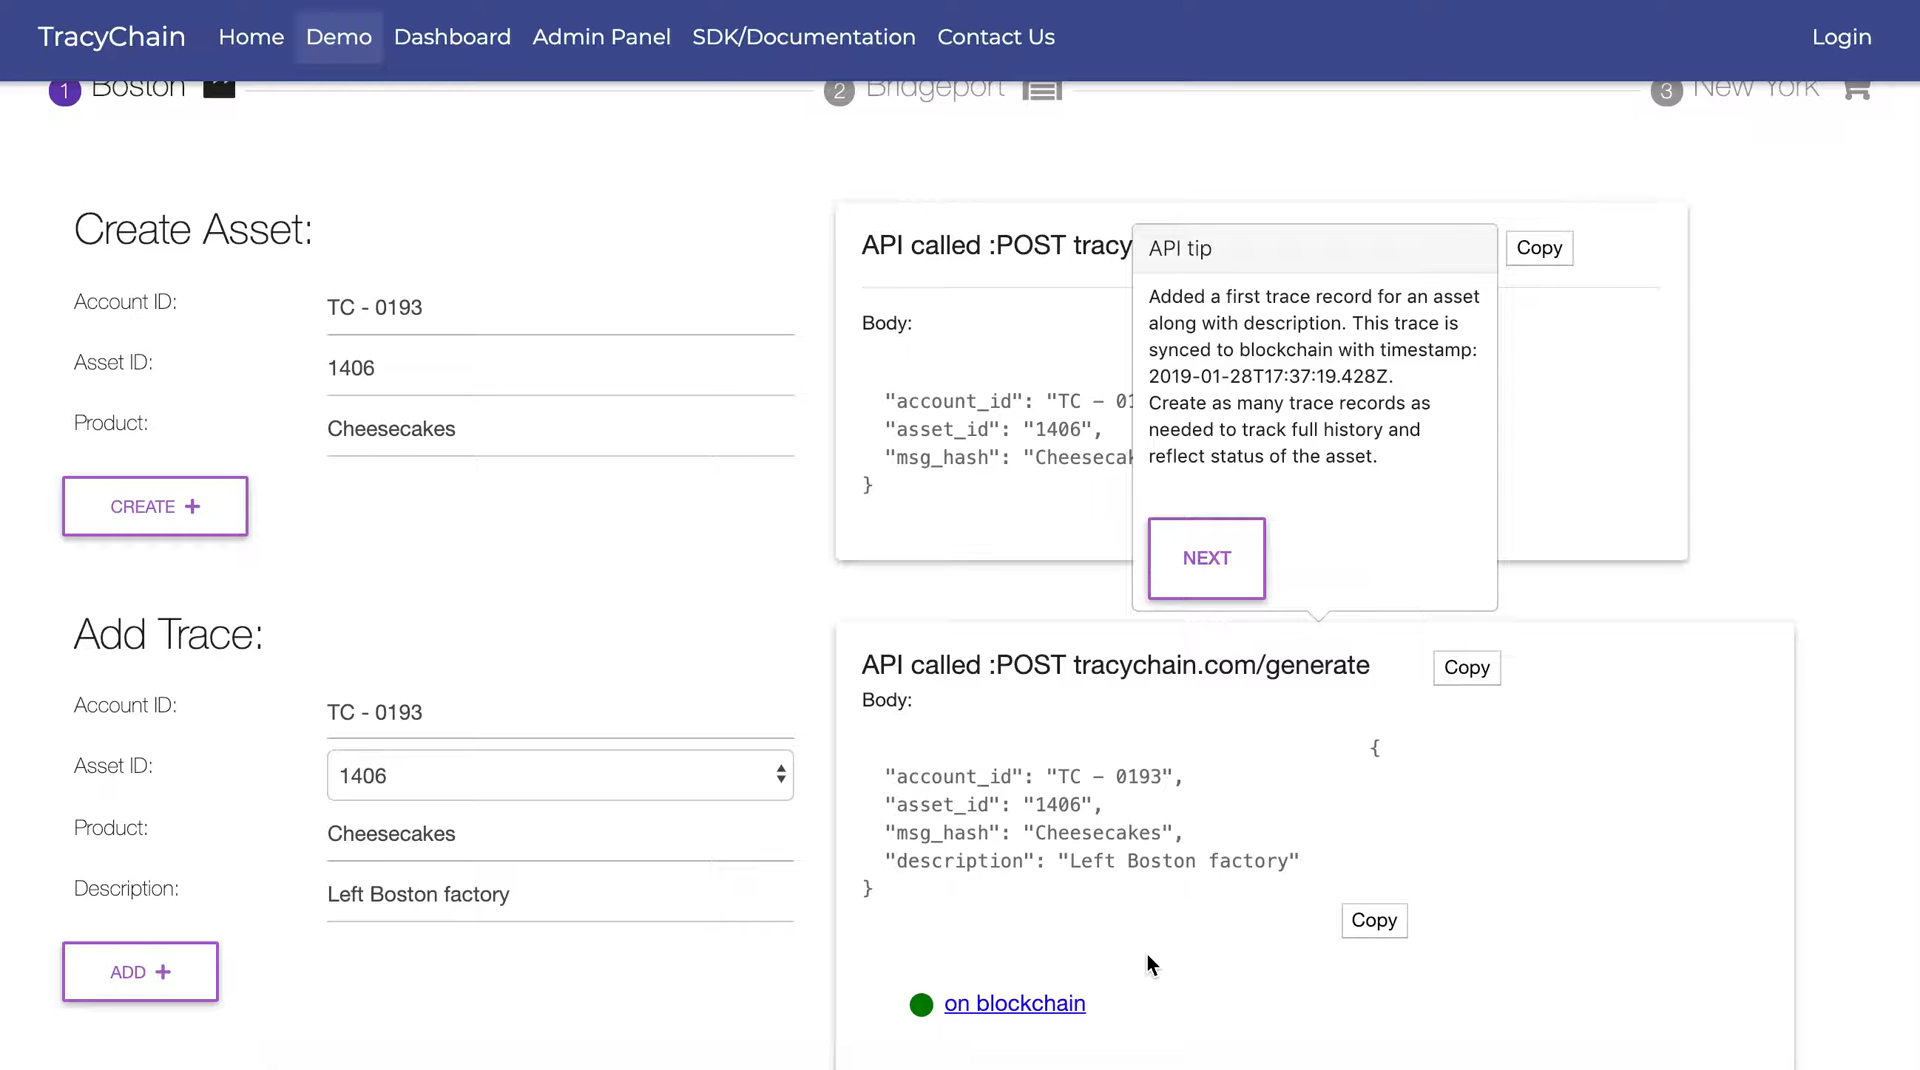 TracyChain Home Demo Dashboard Admin Panel SDK/Documentation Contact Us Login
1 Boston 2 Bridgeport 3 New York
Create Asset:
Account ID: TC - 0193
Asset ID: 1406
Product: Cheesecakes
CREATE +
API called :POST tracy
Copy
Body:
"account_id": "TC - 01
"asset_id": "1406",
"msg_hash": "Cheesecak
}
API tip
Added a first trace record for an asset
along with description. This trace is
synced to blockchain with timestamp:
2019-01-28T17:37:19.428Z.
Create as many trace records as
needed to track full history and
reflect status of the asset.
NEXT
Add Trace:
Account ID: TC - 0193
Asset ID: 1406
Product: Cheesecakes
Description: Left Boston factory
ADD +
API called :POST tracychain.com/generate
Copy
Body:
{
"account_id": "TC - 0193",
"asset_id": "1406",
"msg_hash": "Cheesecakes",
"description": "Left Boston factory"
}
Copy
on blockchain